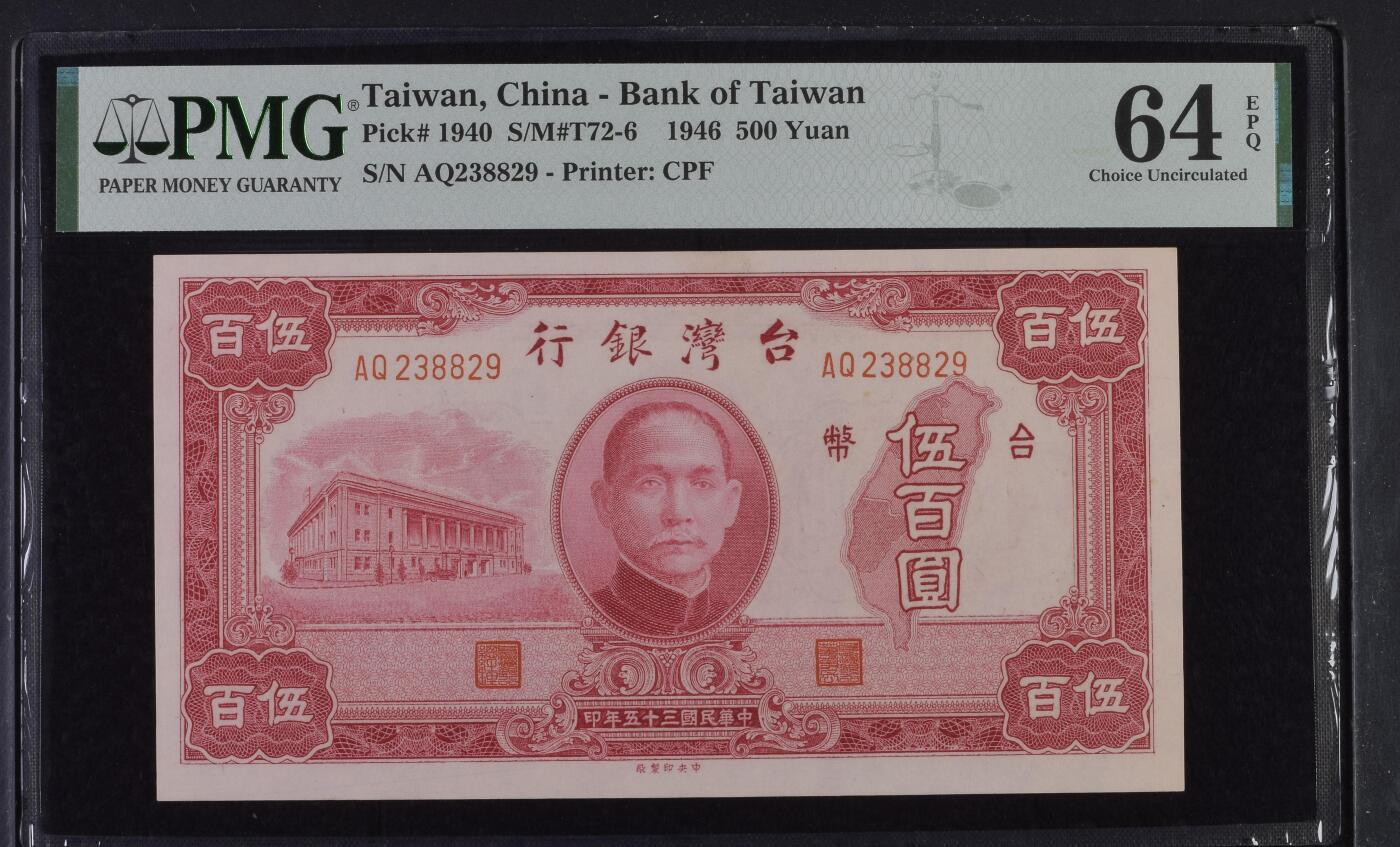 PMG®
PAPER MONEY GUARANTY
Taiwan, China - Bank of Taiwan
Pick# 1940 S/M#T72-6 1946 500 Yuan
S/N AQ238829 - Printer: CPF
64 EPQ
Choice Uncirculated
伍百
伍百
台灣銀行
AQ238829
AQ238829
台幣
伍百圓
伍百
伍百
中華民國三十五年印
中央印製廠